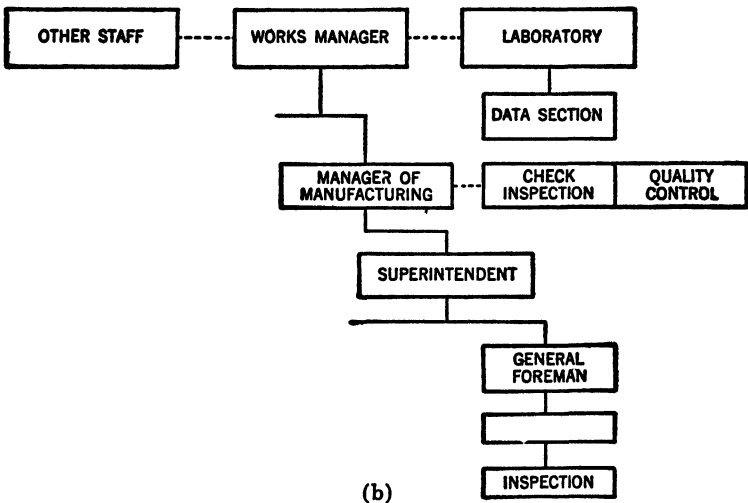 OTHER STAFF
WORKS MANAGER
LABORATORY
DATA SECTION
MANAGER OF
MANUFACTURING
CHECK
INSPECTION
QUALITY
CONTROL
SUPERINTENDENT
GENERAL
FOREMAN
INSPECTION
(b)